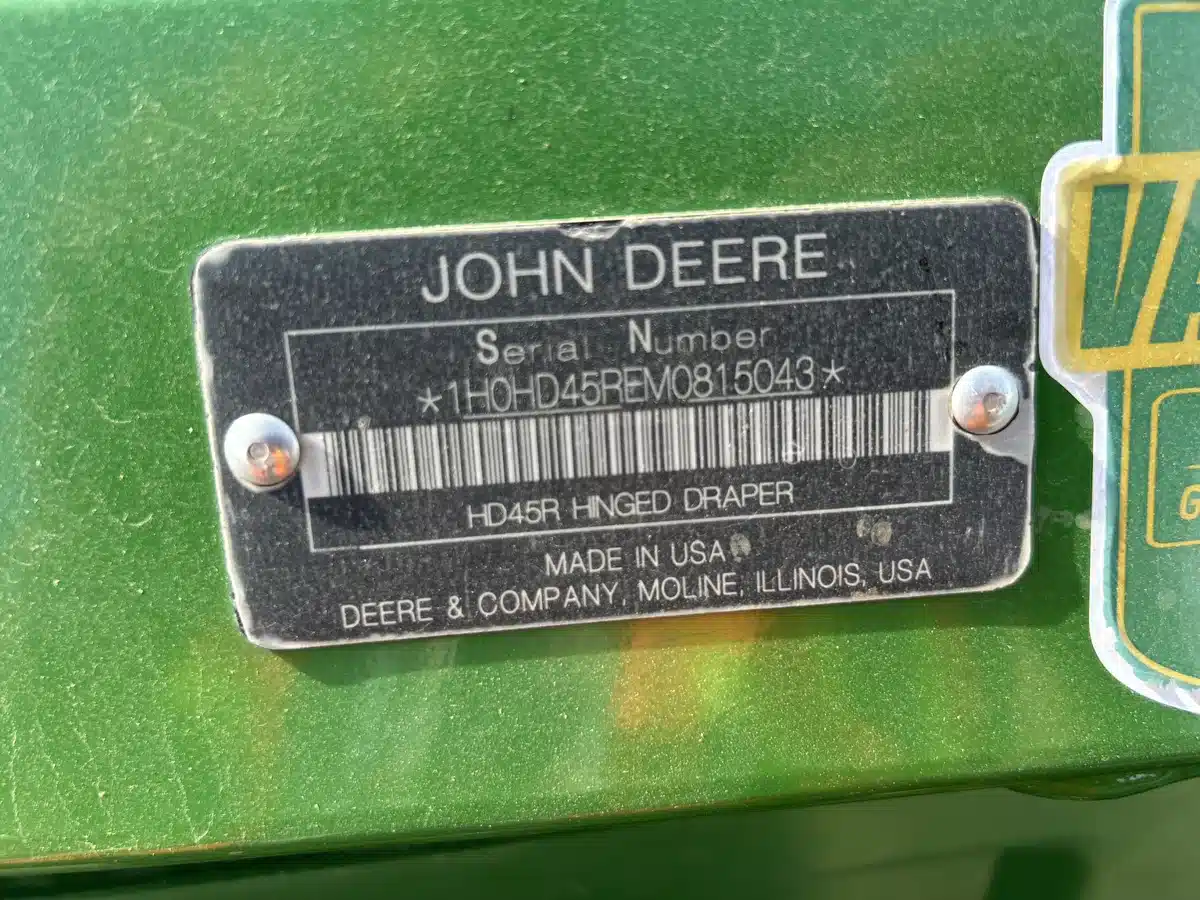 JOHN DEERE
Serial Number
*1H0HD45REM0815043*
HD45R HINGED DRAPER
MADE IN USA
DEERE & COMPANY, MOLINE, ILLINOIS, USA